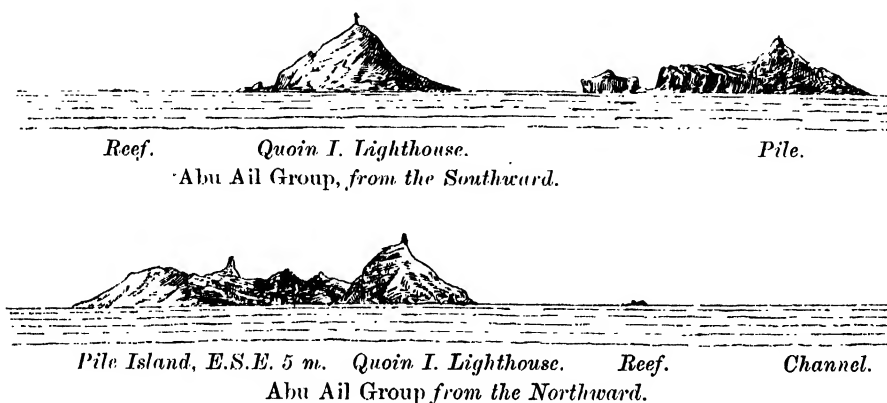 Reef. Quoin I. Lighthouse. Pile.
Abu Ail Group, from the Southward.
Pile Island, E.S.E. 5 m. Quoin I. Lighthouse. Reef. Channel.
Abu Ail Group from the Northward.